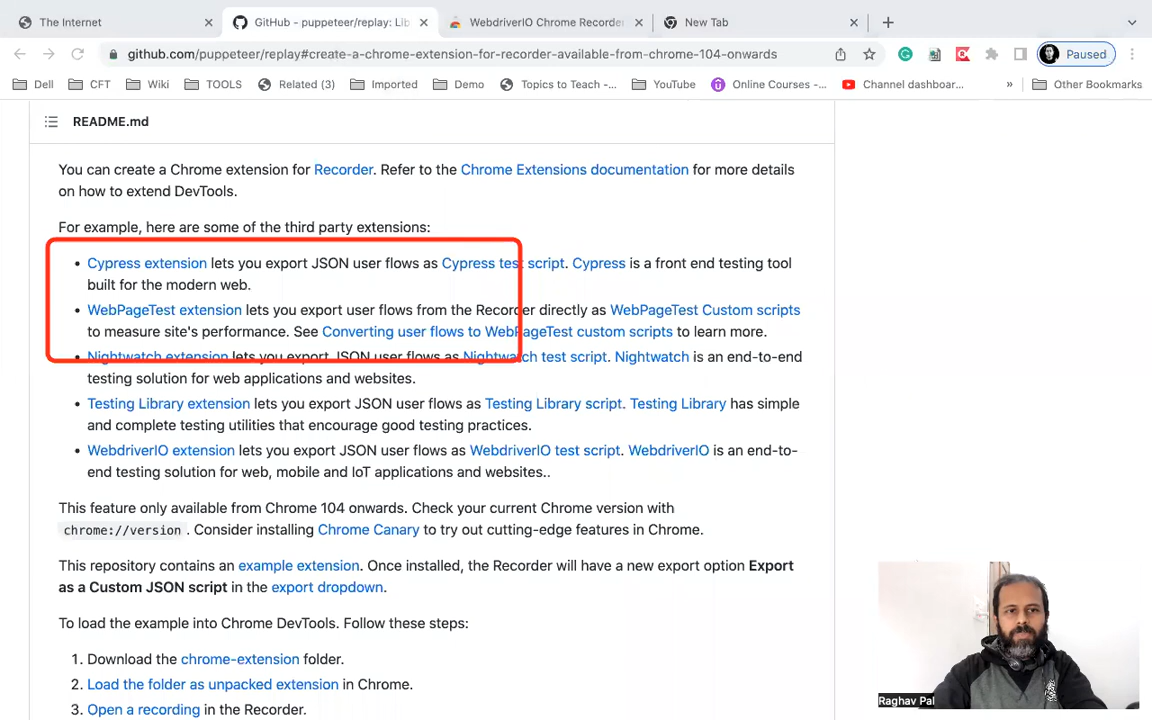 The Internet
GitHub - puppeteer/replay: Lib
WebdriverIO Chrome Recorder
New Tab
github.com/puppeteer/replay#create-a-chrome-extension-for-recorder-available-from-chrome-104-onwards
Paused
Dell
CFT
Wiki
TOOLS
Related (3)
Imported
Demo
Topics to Teach -...
YouTube
Online Courses -...
Channel dashboar...
»
Other Bookmarks
README.md
You can create a Chrome extension for Recorder. Refer to the Chrome Extensions documentation for more details
on how to extend DevTools.
For example, here are some of the third party extensions:
• Cypress extension lets you export JSON user flows as Cypress test script. Cypress is a front end testing tool
built for the modern web.
• WebPageTest extension lets you export user flows from the Recorder directly as WebPageTest Custom scripts
to measure site's performance. See Converting user flows to WebPageTest custom scripts to learn more.
• Nightwatch extension lets you export JSON user flows as Nightwatch test script. Nightwatch is an end-to-end
testing solution for web applications and websites.
• Testing Library extension lets you export JSON user flows as Testing Library script. Testing Library has simple
and complete testing utilities that encourage good testing practices.
• WebdriverIO extension lets you export JSON user flows as WebdriverIO test script. WebdriverIO is an end-to-
end testing solution for web, mobile and IoT applications and websites..
This feature only available from Chrome 104 onwards. Check your current Chrome version with
chrome://version . Consider installing Chrome Canary to try out cutting-edge features in Chrome.
This repository contains an example extension. Once installed, the Recorder will have a new export option Export
as a Custom JSON script in the export dropdown.
To load the example into Chrome DevTools. Follow these steps:
1. Download the chrome-extension folder.
2. Load the folder as unpacked extension in Chrome.
3. Open a recording in the Recorder.
Raghav Pal